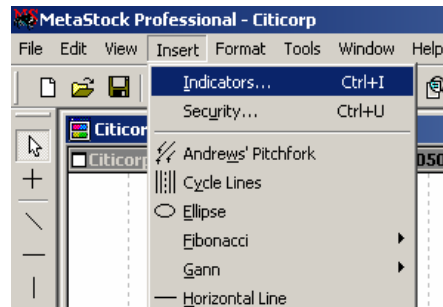 MetaStock Professional - Citicorp
File Edit View Insert Format Tools Window Help
Indicators... Ctrl+I
Security... Ctrl+U
Citicor
Citicorp
050
Andrews' Pitchfork
Cycle Lines
Ellipse
Fibonacci
Gann
Horizontal Line